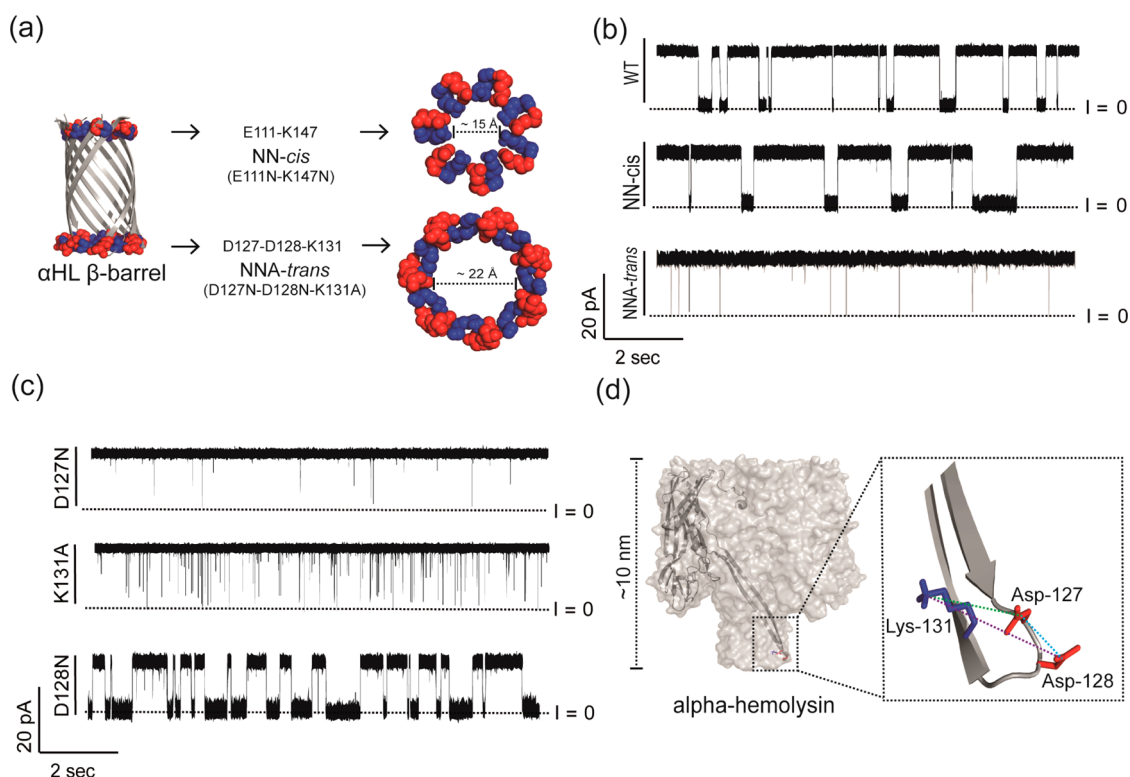 (a)
αHL β-barrel
E111-K147
NN-cis
(E111N-K147N)
~ 15 Å
D127-D128-K131
NNA-trans
(D127N-D128N-K131A)
~ 22 Å
(b)
WT
I = 0
NN-cis
I = 0
NNA-trans
I = 0
20 pA
2 sec
(c)
D127N
I = 0
K131A
I = 0
D128N
I = 0
20 pA
2 sec
(d)
~10 nm
alpha-hemolysin
Asp-127
Lys-131
Asp-128